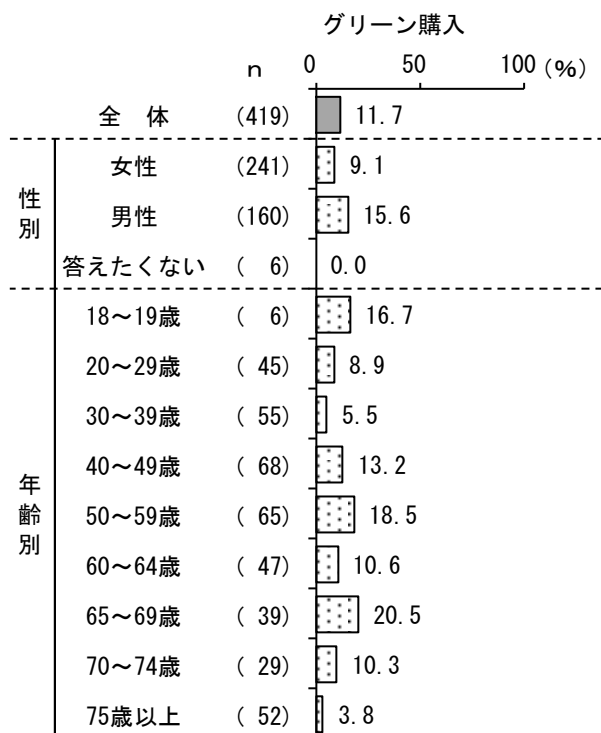 グリーン購入
n 0 50 100 (%)
全 体 (419) 11.7
性別
女性 (241) 9.1
男性 (160) 15.6
答えたくない ( 6) 0.0
年齢別
18～19歳 ( 6) 16.7
20～29歳 ( 45) 8.9
30～39歳 ( 55) 5.5
40～49歳 ( 68) 13.2
50～59歳 ( 65) 18.5
60～64歳 ( 47) 10.6
65～69歳 ( 39) 20.5
70～74歳 ( 29) 10.3
75歳以上 ( 52) 3.8